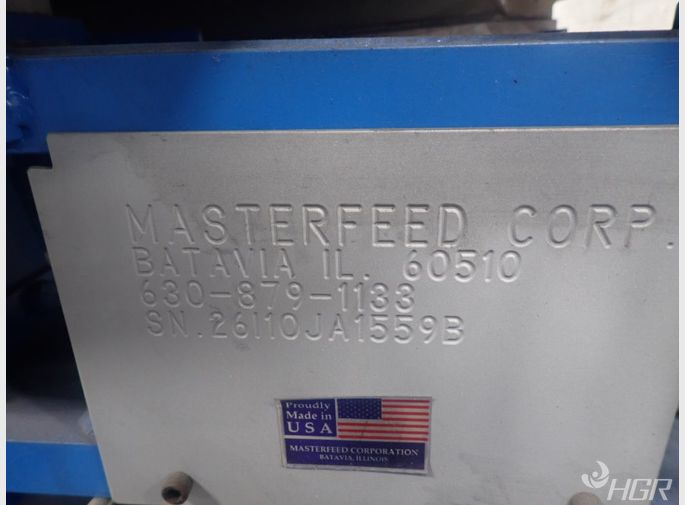 MASTERFEED CORP.
BATAVIA IL. 60510
630-879-1133
SN.26110JA1559B
Proudly
Made in
USA
MASTERFEED CORPORATION
BATAVIA, ILLINOIS
HGR